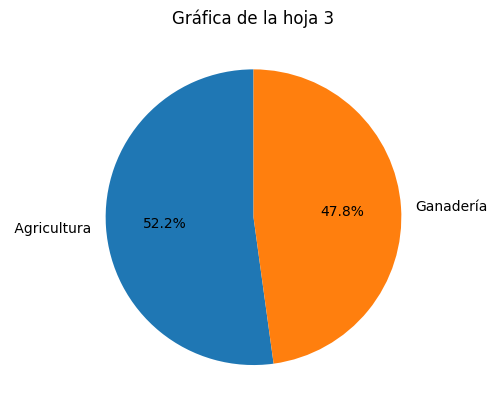 Gráfica de la hoja 3
47.8%
Ganadería
52.2%
Agricultura